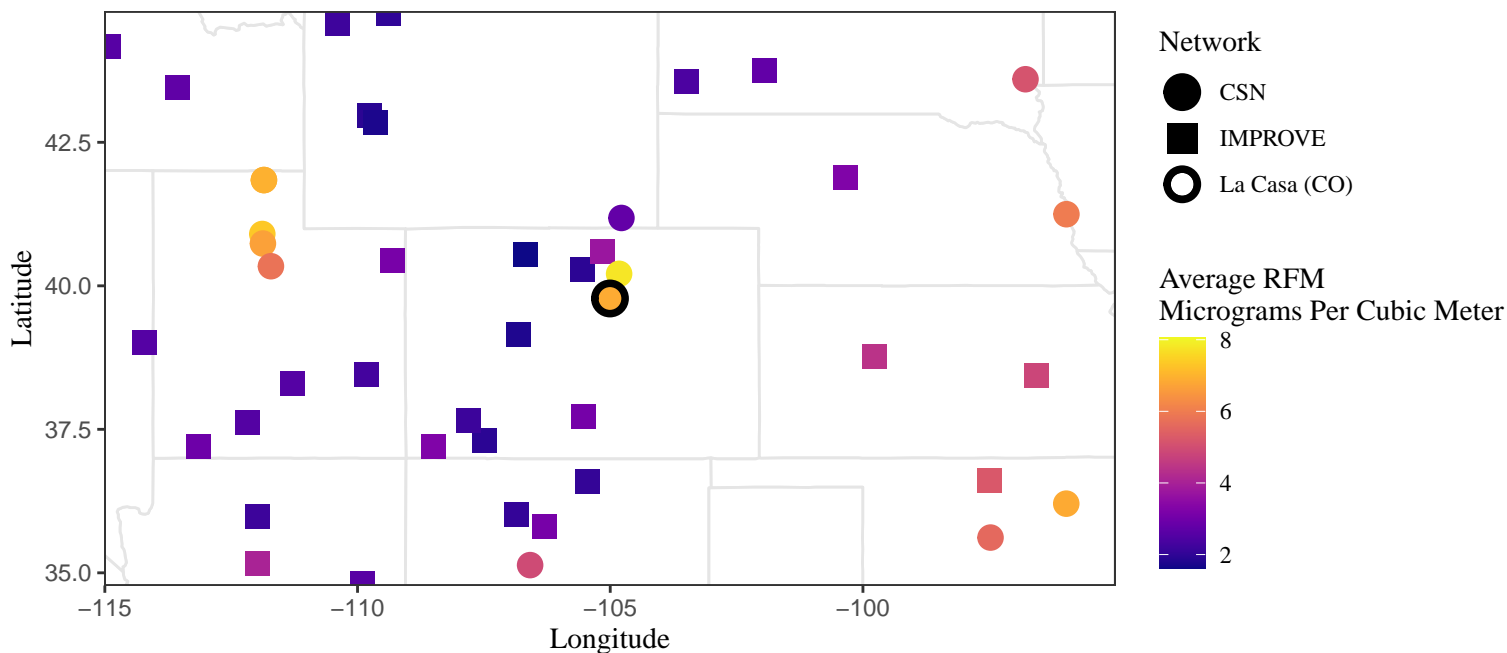 42.5
40.0
37.5
35.0
Latitude
−115
−110
−105
−100
Longitude
Network
CSN
IMPROVE
La Casa (CO)
Average RFM
Micrograms Per Cubic Meter
8
6
4
2